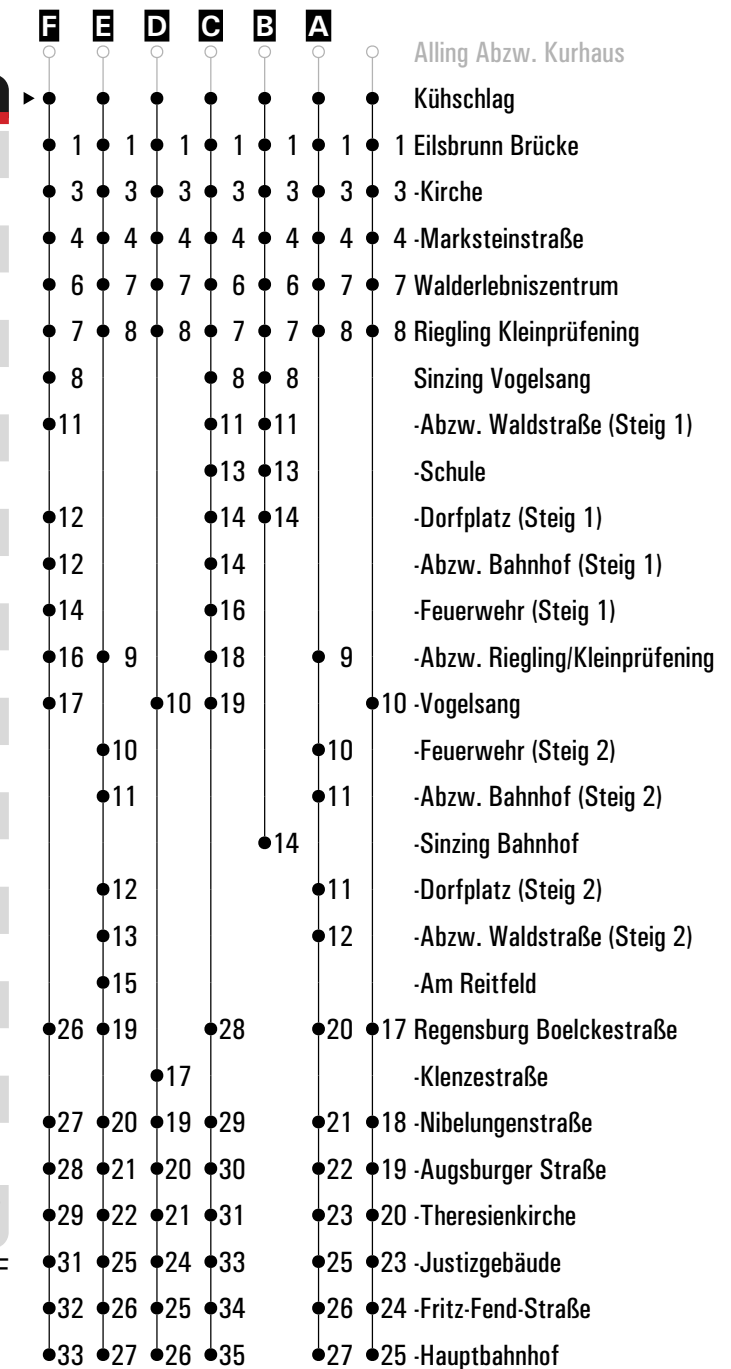 F E D C B A
Alling Abzw. Kurhaus
Kühschlag
1 1 1 1 1 1 1 Eilsbrunn Brücke
3 3 3 3 3 3 3 -Kirche
4 4 4 4 4 4 4 -Marksteinstraße
6 7 7 6 6 7 7 Walderlebniszentrum
7 8 8 7 7 8 8 Riegling Kleinprüfening
8 8 8 Sinzing Vogelsang
11 11 11 -Abzw. Waldstraße (Steig 1)
13 13 -Schule
12 14 14 -Dorfplatz (Steig 1)
12 14 -Abzw. Bahnhof (Steig 1)
14 16 -Feuerwehr (Steig 1)
16 9 18 9 -Abzw. Riegling/Kleinprüfening
17 10 19 10 -Vogelsang
10 10 -Feuerwehr (Steig 2)
11 11 -Abzw. Bahnhof (Steig 2)
14 -Sinzing Bahnhof
12 11 -Dorfplatz (Steig 2)
13 12 -Abzw. Waldstraße (Steig 2)
15 -Am Reitfeld
26 19 28 20 17 Regensburg Boelckestraße
17 -Klenzestraße
27 20 19 29 21 18 -Nibelungenstraße
28 21 20 30 22 19 -Augsburger Straße
29 22 21 31 23 20 -Theresienkirche
31 25 24 33 25 23 -Justizgebäude
32 26 25 34 26 24 -Fritz-Fend-Straße
33 27 26 35 27 25 -Hauptbahnhof